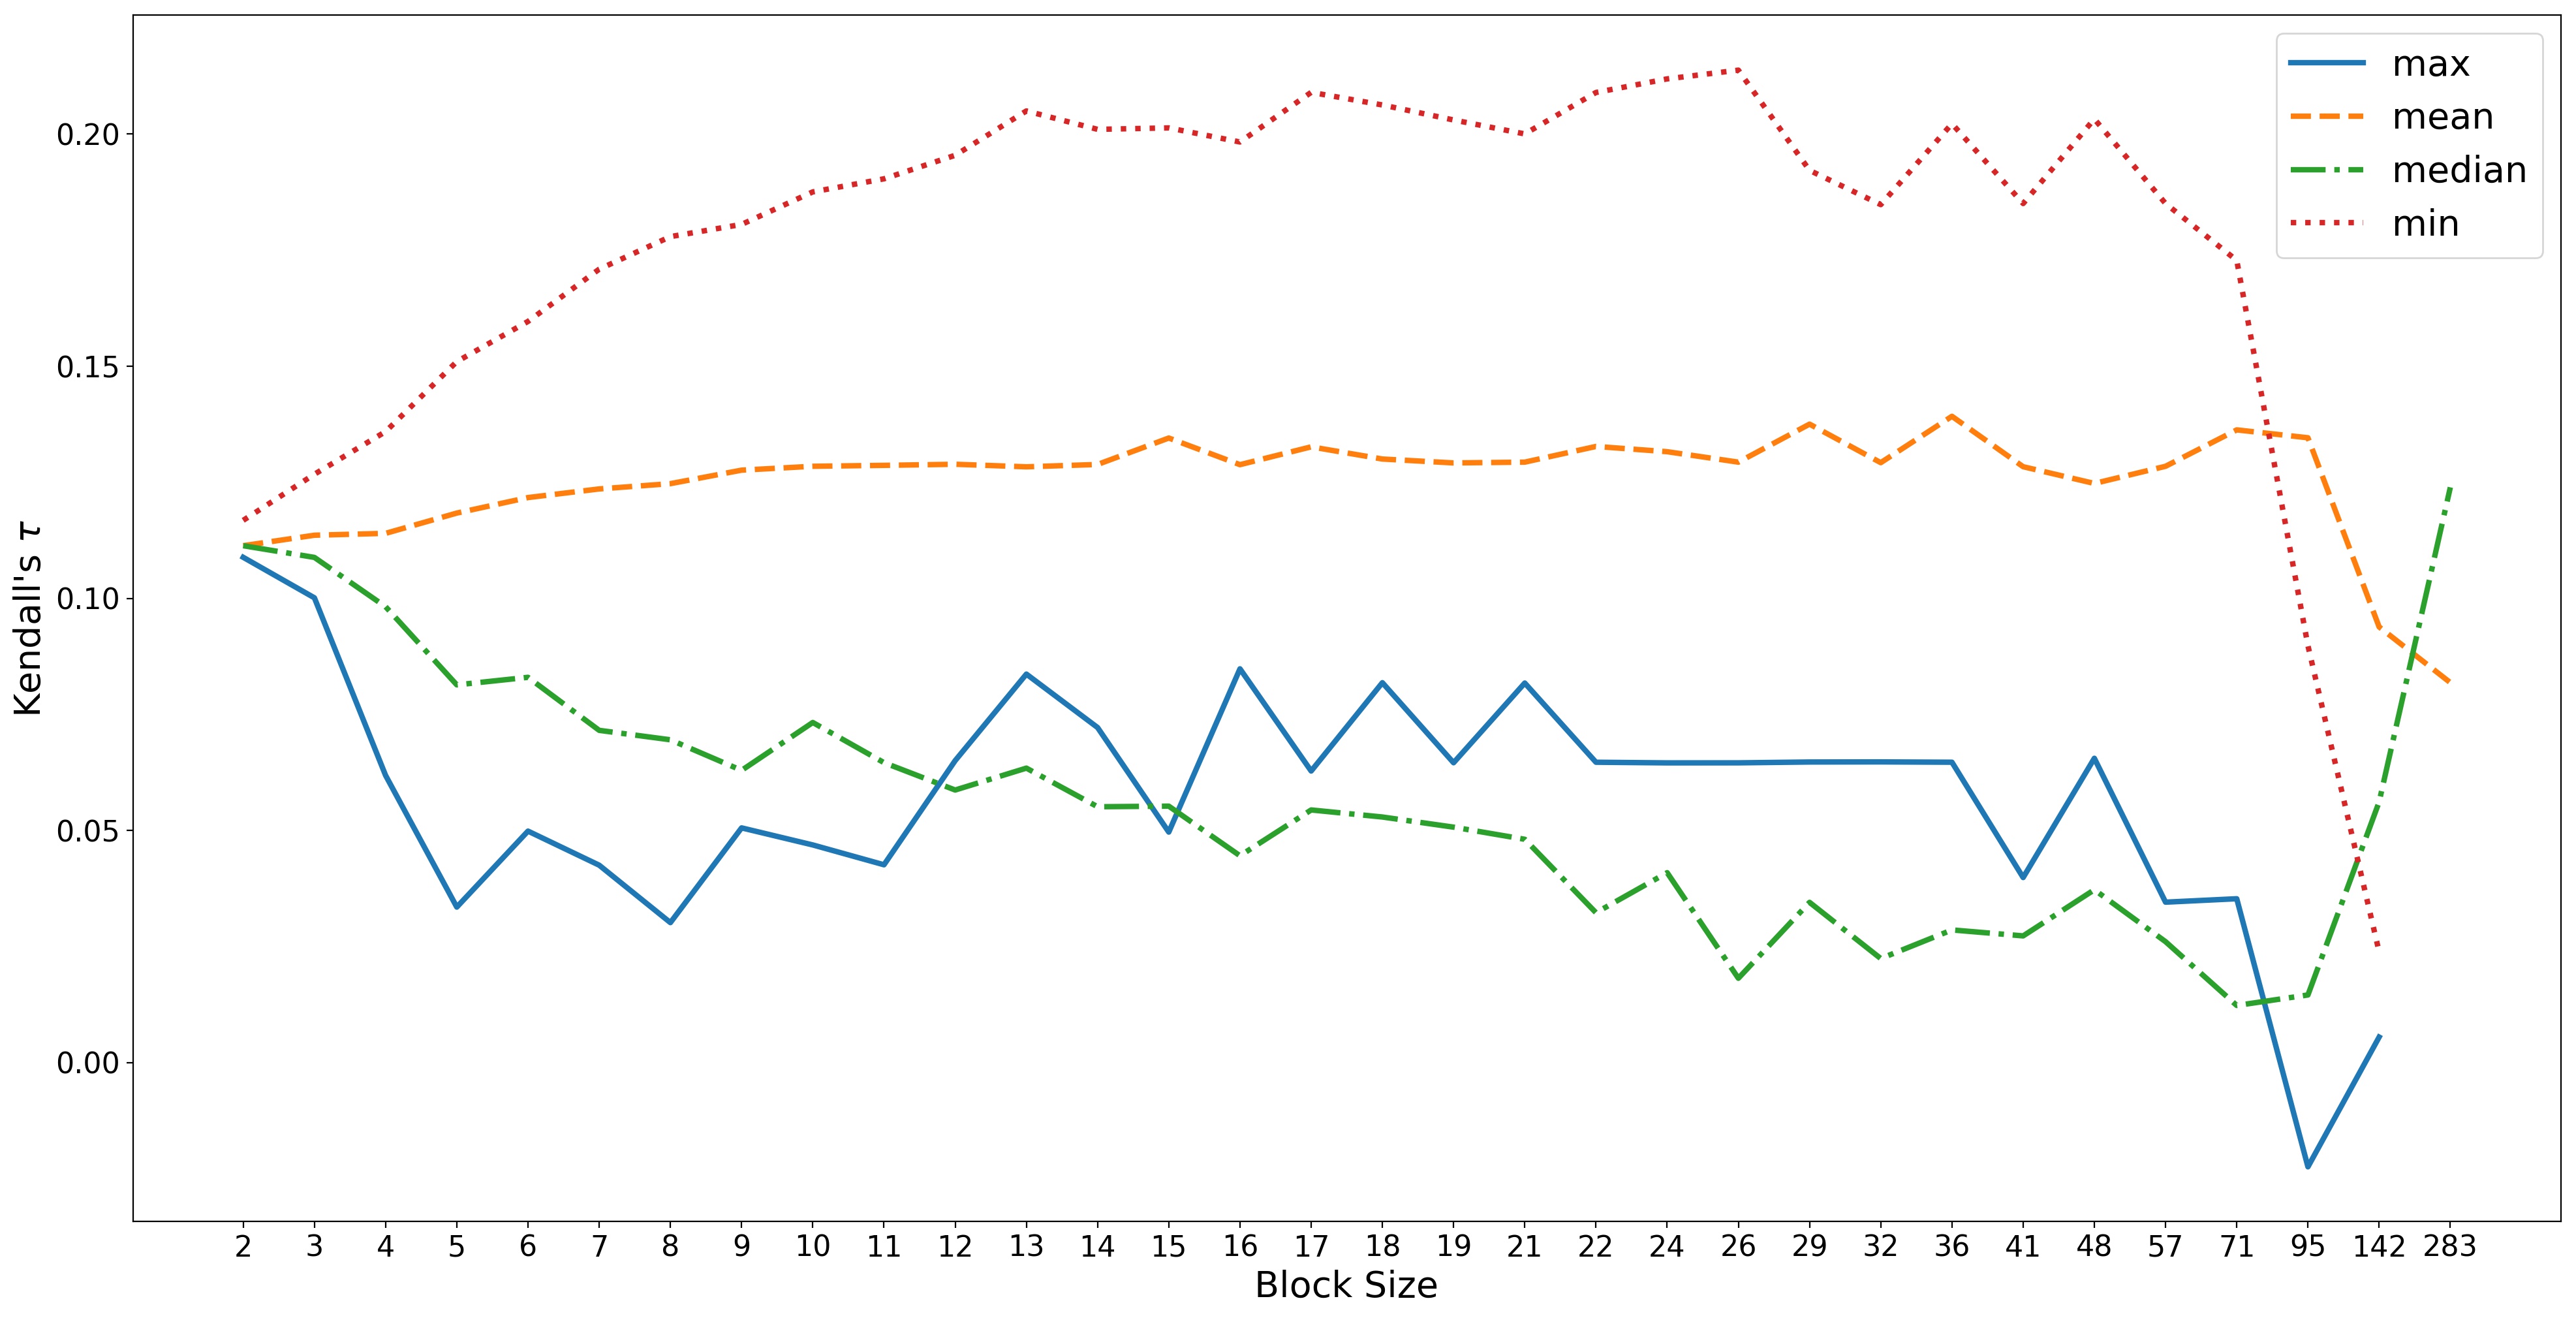 max
mean
median
min
0.20
0.15
0.10
0.05
0.00
Kendall's τ
2 3 4 5 6 7 8 9 10 11 12 13 14 15 16 17 18 19 21 22 24 26 29 32 36 41 48 57 71 95 142 283
Block Size